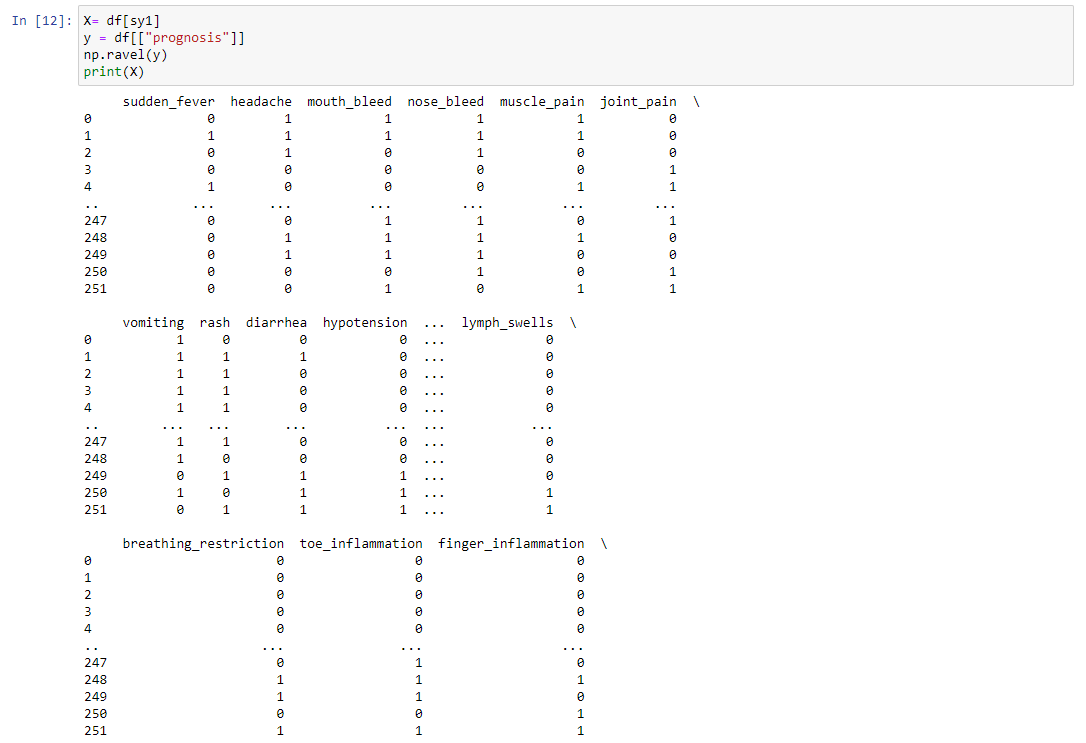 In [12]: X= df[sy1]
y = df[["prognosis"]]
np.ravel(y)
print(X)
sudden_fever headache mouth_bleed nose_bleed muscle_pain joint_pain \
0 0 1 1 1 1 0
1 1 1 1 1 1 0
2 0 1 0 1 0 0
3 0 0 0 0 0 1
4 1 0 0 0 1 1
.. ... ... ... ... ... ...
247 0 0 1 1 0 1
248 0 1 1 1 1 0
249 0 1 1 1 0 0
250 0 0 0 1 0 1
251 0 0 1 0 1 1
vomiting rash diarrhea hypotension ... lymph_swells \
0 1 0 0 0 ... 0
1 1 1 1 0 ... 0
2 1 1 0 0 ... 0
3 1 1 0 0 ... 0
4 1 1 0 0 ... 0
.. ... ... ... ... ... ...
247 1 1 0 0 ... 0
248 1 0 0 0 ... 0
249 0 1 1 1 ... 0
250 1 0 1 1 ... 1
251 0 1 1 1 ... 1
breathing_restriction toe_inflammation finger_inflammation \
0 0 0 0
1 0 0 0
2 0 0 0
3 0 0 0
4 0 0 0
.. ... ... ...
247 0 1 0
248 1 1 1
249 1 1 0
250 0 0 1
251 1 1 1